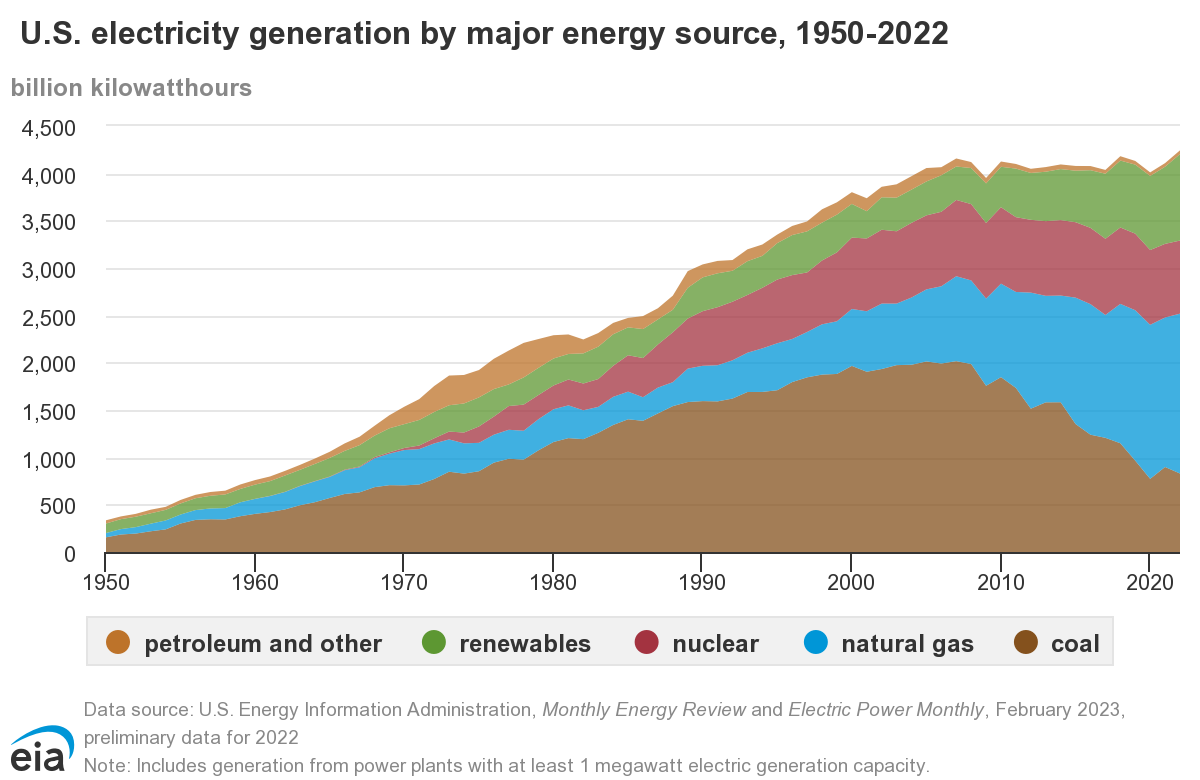 U.S. electricity generation by major energy source, 1950-2022
billion kilowatthours
4,500
4,000
3,500
3,000
2,500
2,000
1,500
1,000
500
0
1950 1960 1970 1980 1990 2000 2010 2020
petroleum and other renewables nuclear natural gas coal
Data source: U.S. Energy Information Administration, Monthly Energy Review and Electric Power Monthly, February 2023,
preliminary data for 2022
Note: Includes generation from power plants with at least 1 megawatt electric generation capacity.
eia